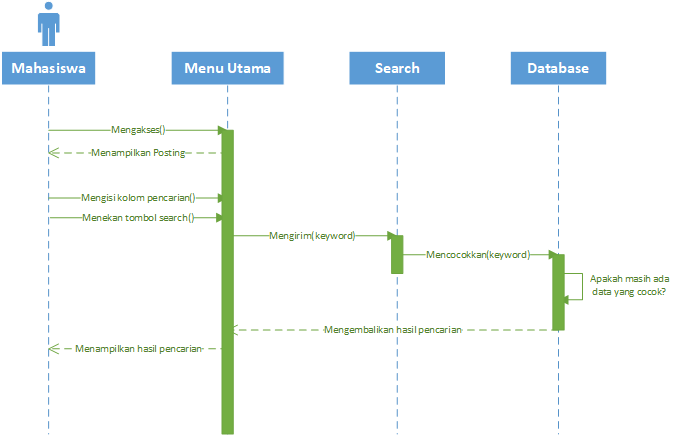 Mahasiswa
Menu Utama
Search
Database
Mengakses()
Menampilkan Posting
Mengisi kolom pencarian()
Menekan tombol search()
Mengirim(keyword)
Mencocokkan(keyword)
Apakah masih ada
data yang cocok?
Mengembalikan hasil pencarian
Menampilkan hasil pencarian